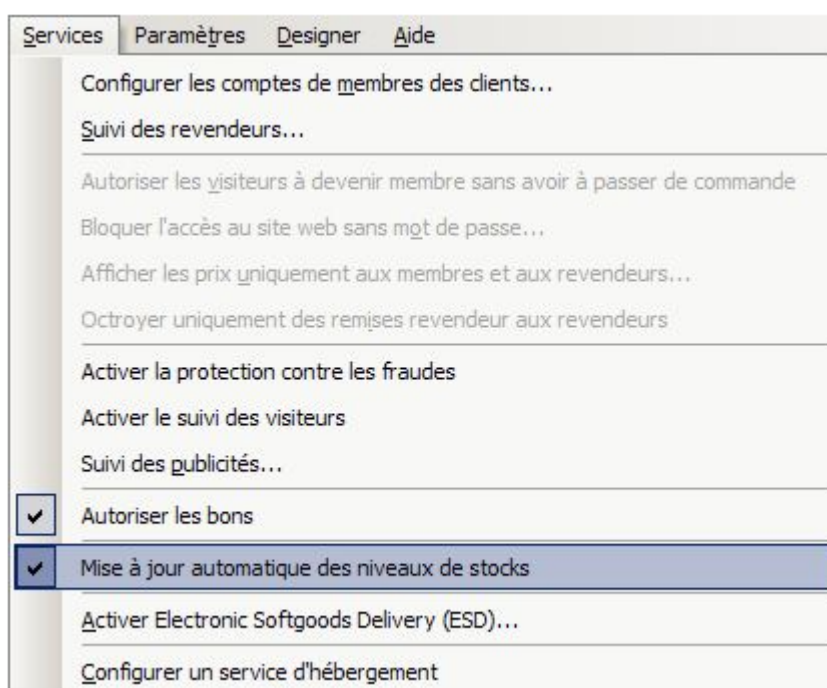 Services Paramètres Designer Aide
Configurer les comptes de membres des clients...
Suivi des revendeurs...
Autoriser les visiteurs à devenir membre sans avoir à passer de commande
Bloquer l'accès au site web sans mot de passe...
Afficher les prix uniquement aux membres et aux revendeurs...
Octroyer uniquement des remises revendeur aux revendeurs
Activer la protection contre les fraudes
Activer le suivi des visiteurs
Suivi des publicités...
Autoriser les bons
Mise à jour automatique des niveaux de stocks
Activer Electronic Softgoods Delivery (ESD)...
Configurer un service d'hébergement